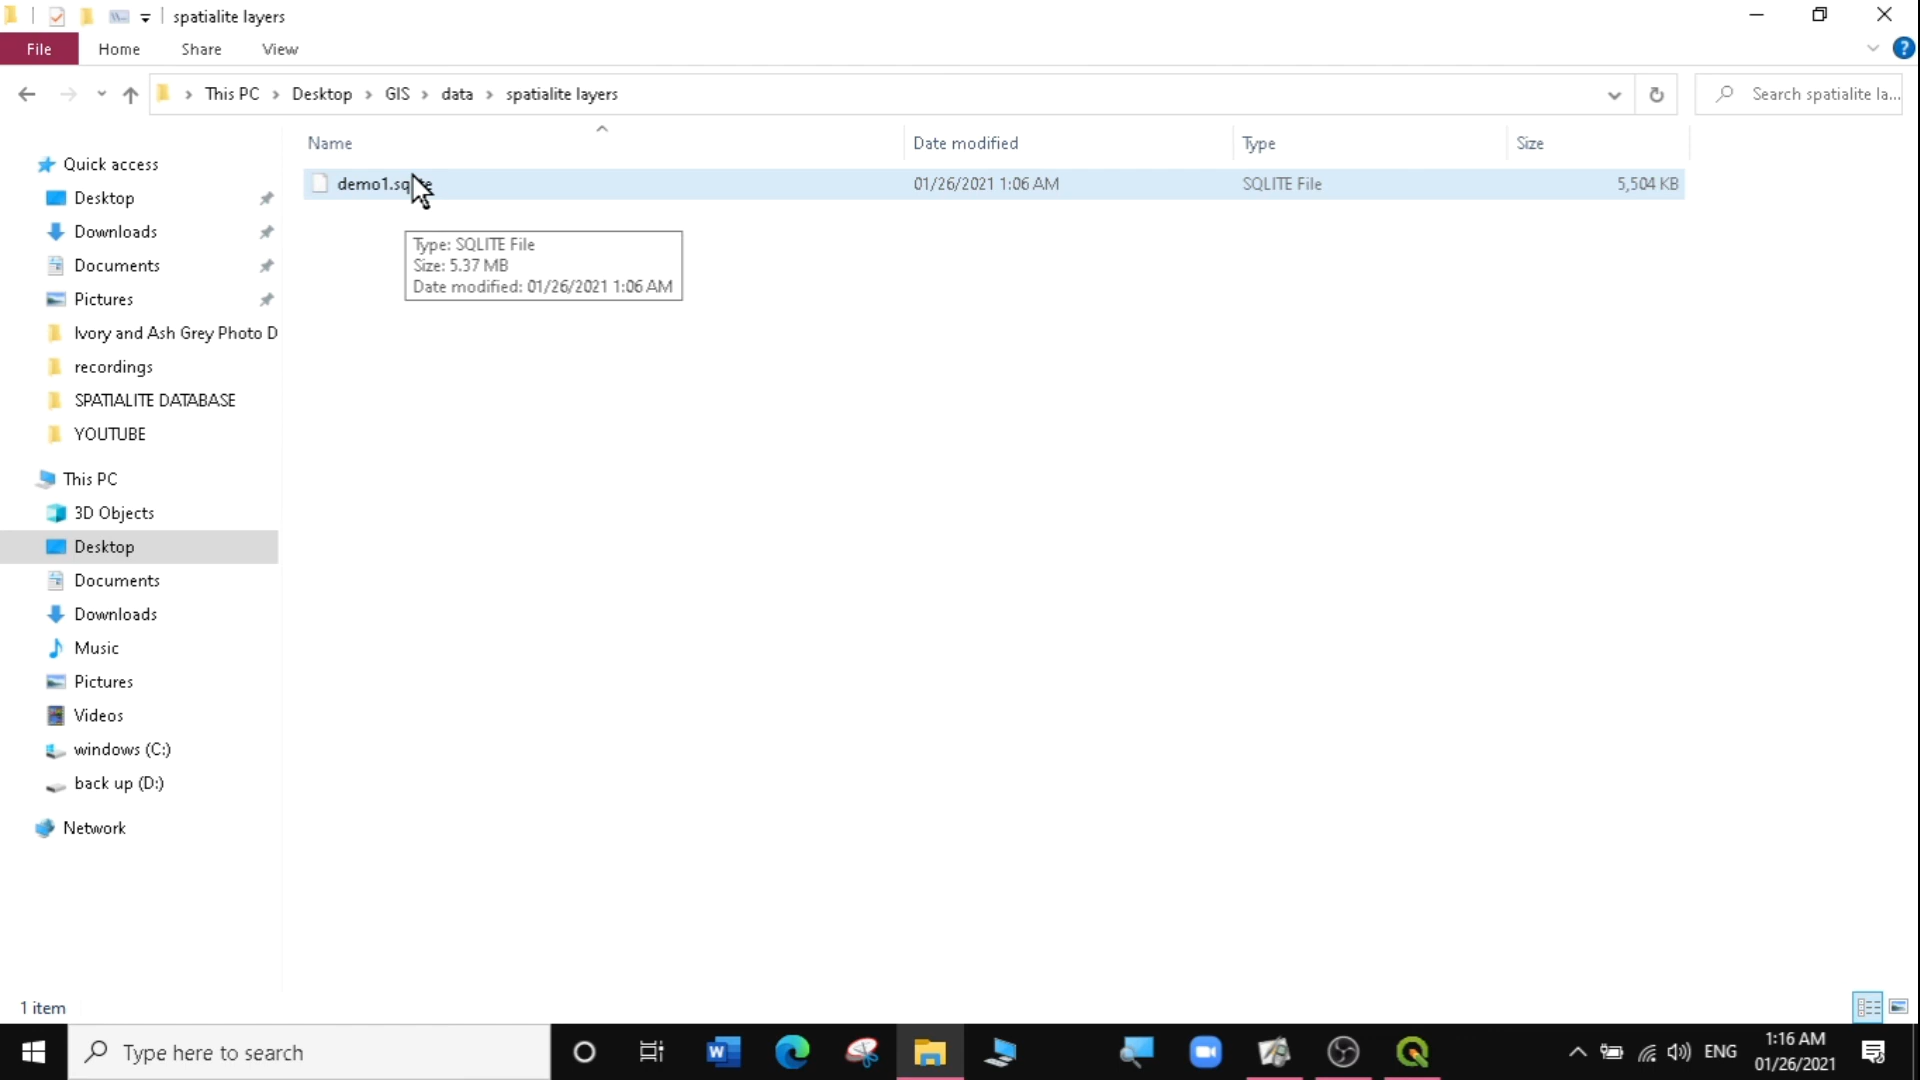 spatialite layers
File Home Share View
This PC > Desktop > GIS > data > spatialite layers
Search spatialite la...
Name Date modified Type Size
Quick access
demo1.sq 01/26/2021 1:06 AM SQLITE File 5,504 KB
Desktop
Downloads
Type: SQLITE File
Size: 5.37 MB
Date modified: 01/26/2021 1:06 AM
Documents
Pictures
Ivory and Ash Grey Photo D
recordings
SPATIALITE DATABASE
YOUTUBE
This PC
3D Objects
Desktop
Documents
Downloads
Music
Pictures
Videos
windows (C:)
back up (D:)
Network
1 item
Type here to search
ENG
1:16 AM
01/26/2021